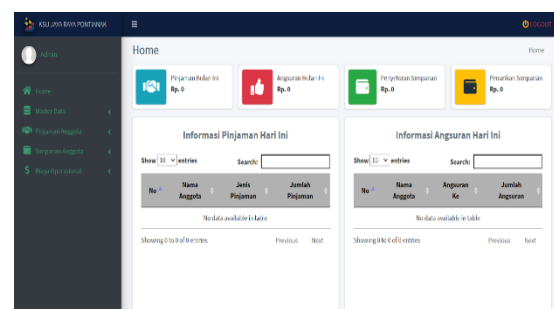 KSU JAYA RAYA PONTIANAK
LOGOUT
Admin
Home
Home
Home
Master Data
Pinjaman Anggota
Simpanan Anggota
Biaya Operasional
Pinjaman Bulan Ini
Rp. 0
Angsuran Bulan Ini
Rp. 0
Penyetoran Simpanan
Rp. 0
Penarikan Simpanan
Rp. 0
Informasi Pinjaman Hari Ini
Show 10 entries
Search:
No
Nama Anggota
Jenis Pinjaman
Jumlah Pinjaman
No data available in table
Showing 0 to 0 of 0 entries
Previous Next
Informasi Angsuran Hari Ini
Show 10 entries
Search:
No
Nama Anggota
Angsuran Ke
Jumlah Angsuran
No data available in table
Showing 0 to 0 of 0 entries
Previous Next